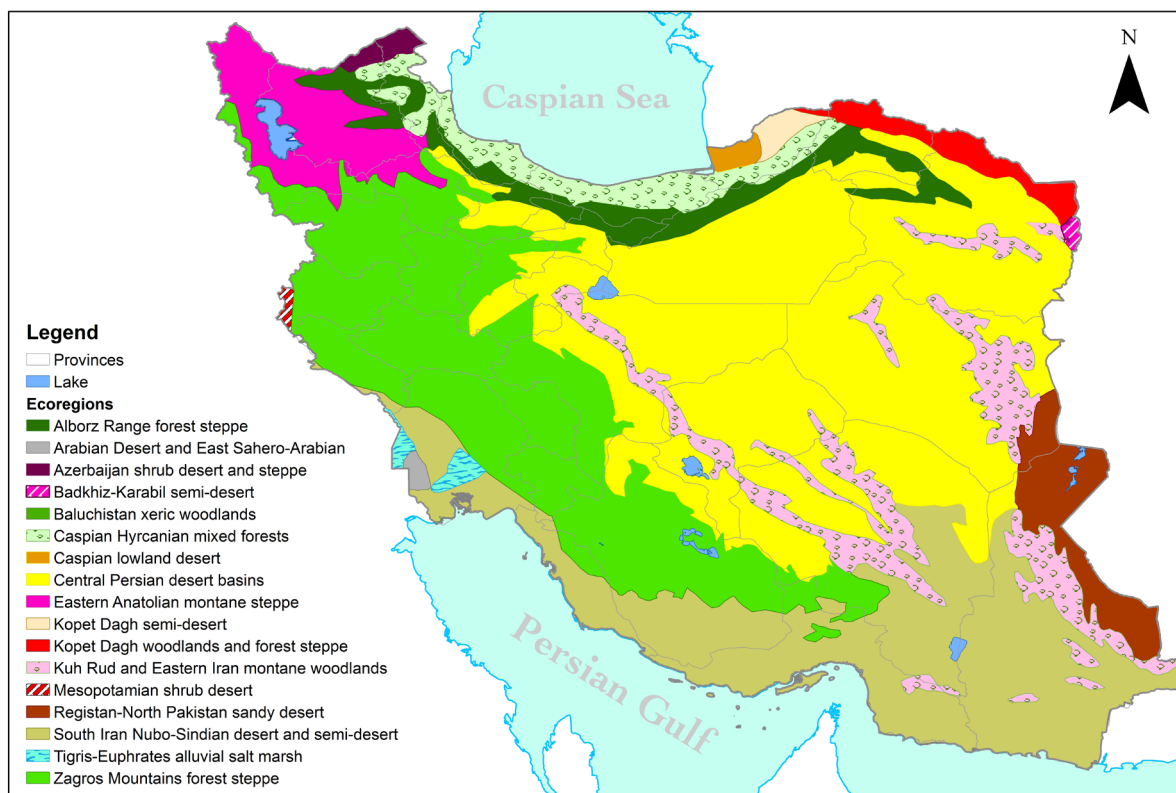 Caspian Sea
N
Persian Gulf
Legend
Provinces
Lake
Ecoregions
Alborz Range forest steppe
Arabian Desert and East Sahero-Arabian
Azerbaijan shrub desert and steppe
Badkhiz-Karabil semi-desert
Baluchistan xeric woodlands
Caspian Hyrcanian mixed forests
Caspian lowland desert
Central Persian desert basins
Eastern Anatolian montane steppe
Kopet Dagh semi-desert
Kopet Dagh woodlands and forest steppe
Kuh Rud and Eastern Iran montane woodlands
Mesopotamian shrub desert
Registan-North Pakistan sandy desert
South Iran Nubo-Sindian desert and semi-desert
Tigris-Euphrates alluvial salt marsh
Zagros Mountains forest steppe